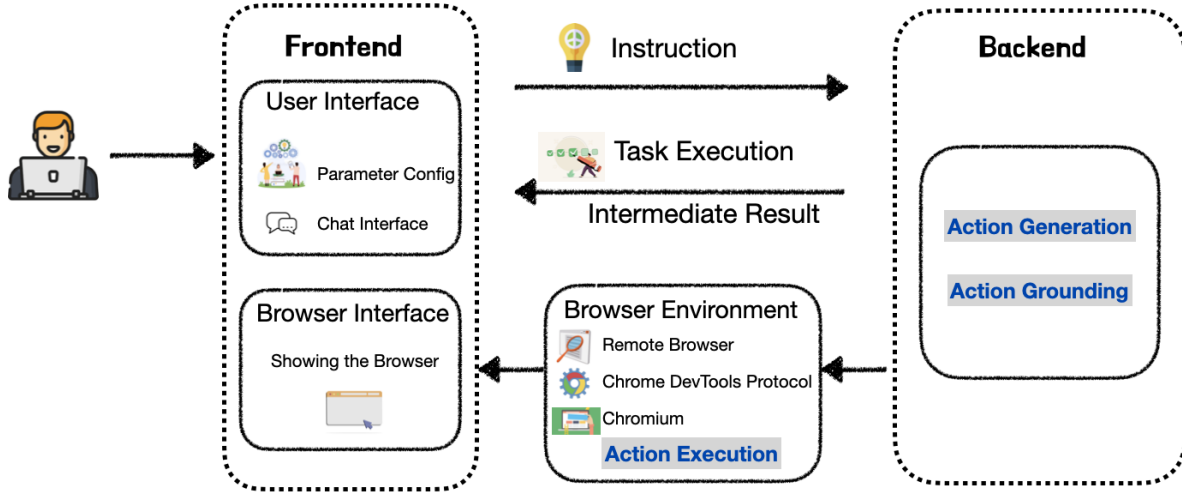 Frontend
User Interface
Parameter Config
Chat Interface
Browser Interface
Showing the Browser
Instruction
Task Execution
Intermediate Result
Browser Environment
Remote Browser
Chrome DevTools Protocol
Chromium
Action Execution
Backend
Action Generation
Action Grounding